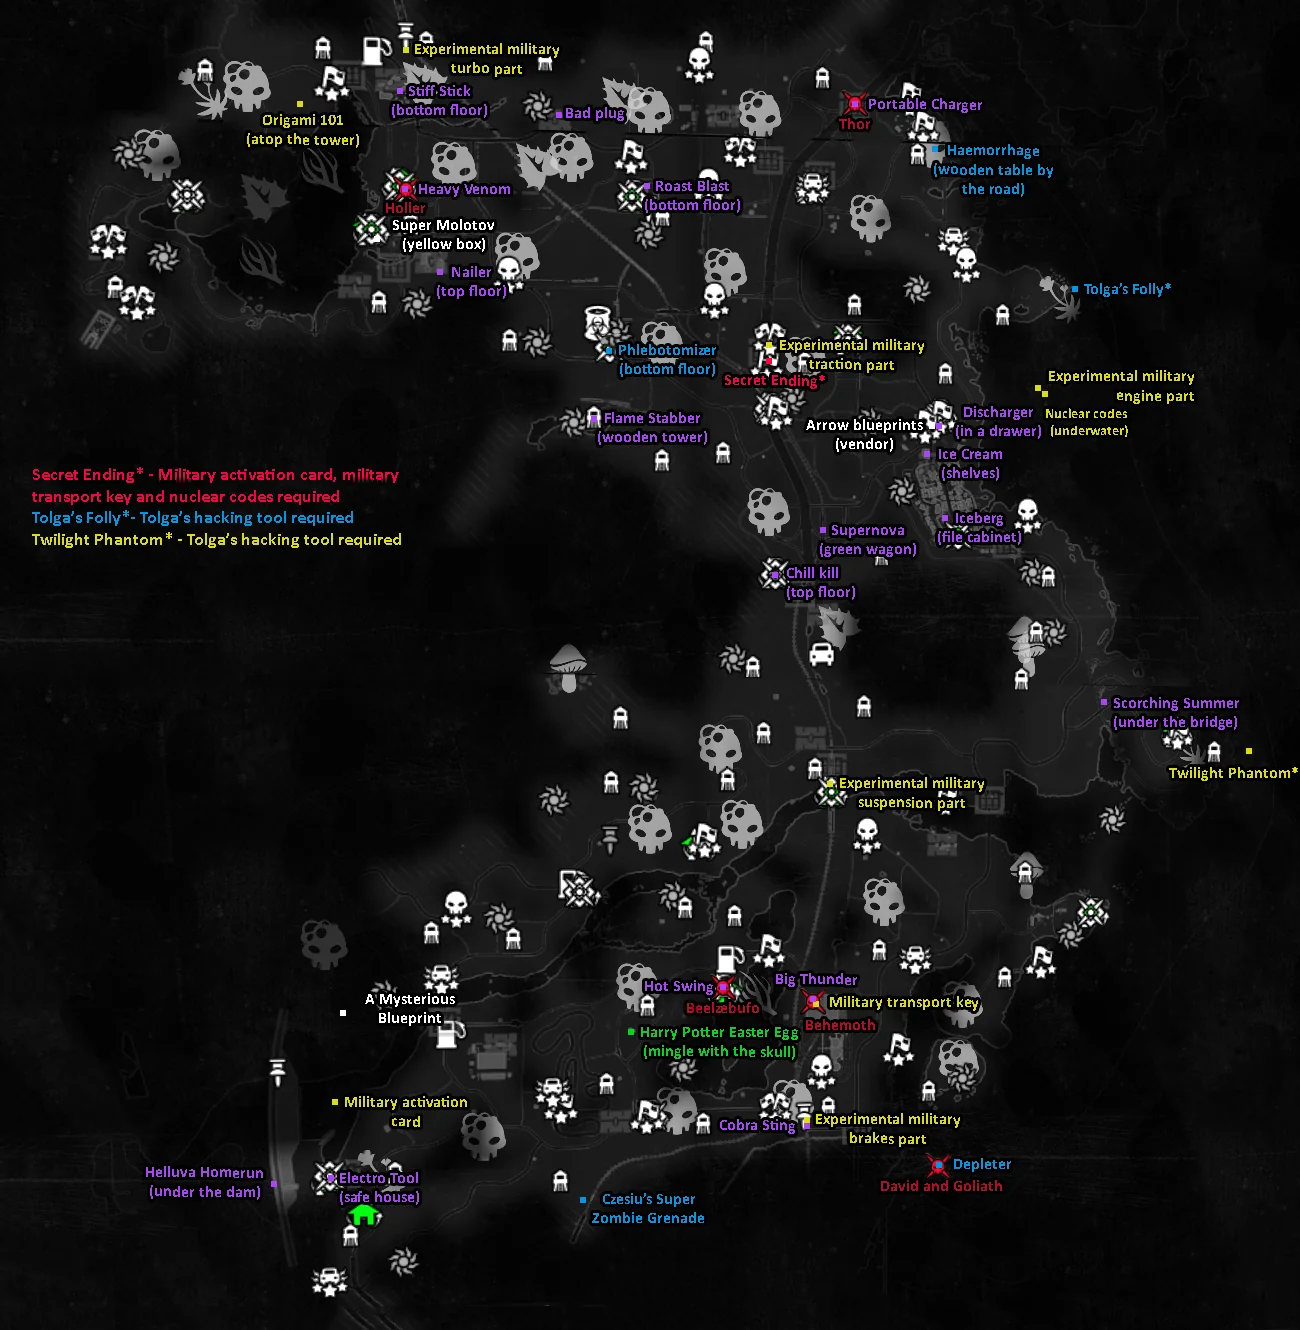 Experimental military
turbo part
Stiff Stick
(bottom floor)
Bad plug
Origami 101
(atop the tower)
Portable Charger
Thor
Haemorrhage
(wooden table by
the road)
Heavy Venom
Holler
Roast Blast
(bottom floor)
Super Molotov
(yellow box)
Nailer
(top floor)
Tolga's Folly*
Phlebotomizer
(bottom floor)
Experimental military
traction part
Secret Ending*
Experimental military
engine part
Nuclear codes
(underwater)
Flame Stabber
(wooden tower)
Arrow blueprints
(vendor)
Discharger
(in a drawer)
Ice Cream
(shelves)
Secret Ending* - Military activation card, military
transport key and nuclear codes required
Tolga's Folly*- Tolga's hacking tool required
Twilight Phantom* - Tolga's hacking tool required
Iceberg
(file cabinet)
Supernova
(green wagon)
Chill kill
(top floor)
Scorching Summer
(under the bridge)
Twilight Phantom*
Experimental military
suspension part
A Mysterious
Blueprint
Hot Swing
Beelzebufo
Big Thunder
Military transport key
Behemoth
Harry Potter Easter Egg
(mingle with the skull)
Military activation
card
Cobra Sting
Experimental military
brakes part
Helluva Homerun
(under the dam)
Electro Tool
(safe house)
Depleter
David and Goliath
Czesiu's Super
Zombie Grenade